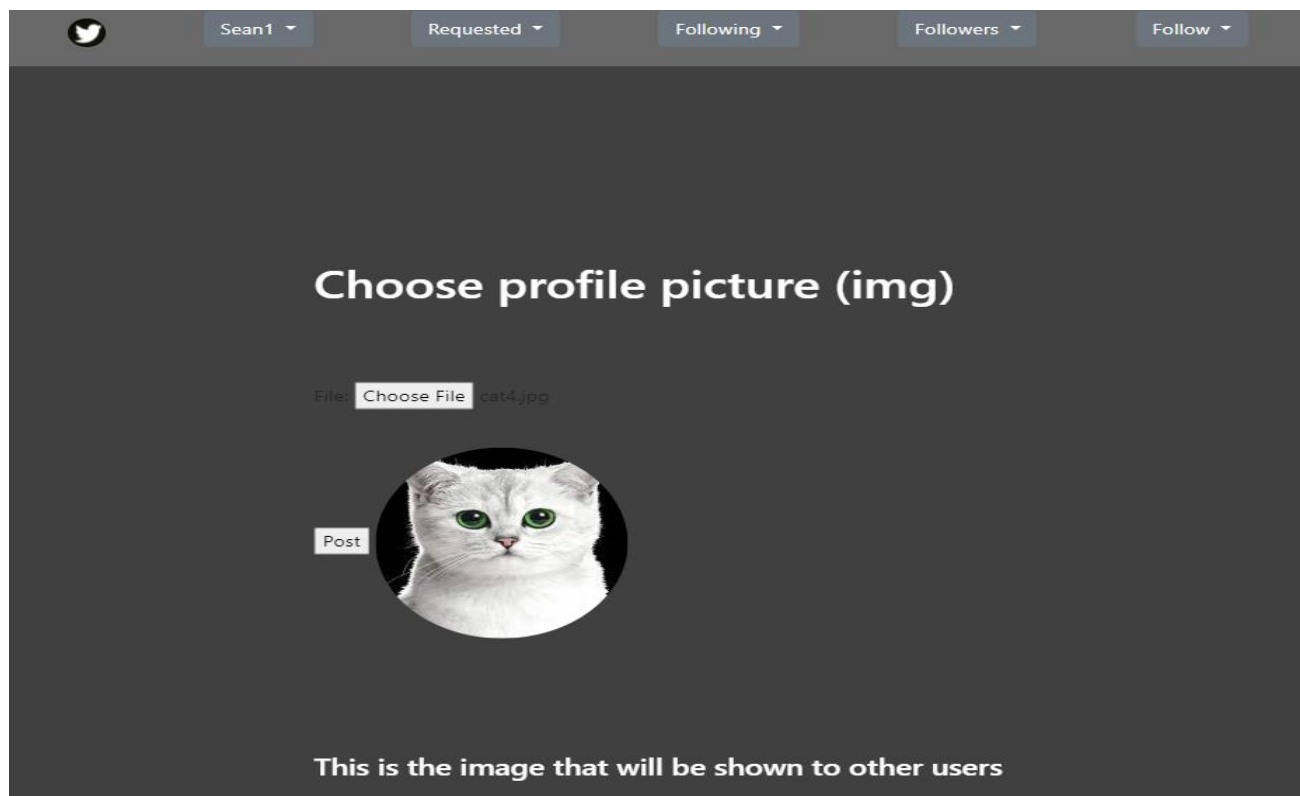 Sean1 Requested Following Followers Follow
Choose profile picture (img)
File: Choose File cat4.jpg
Post
This is the image that will be shown to other users